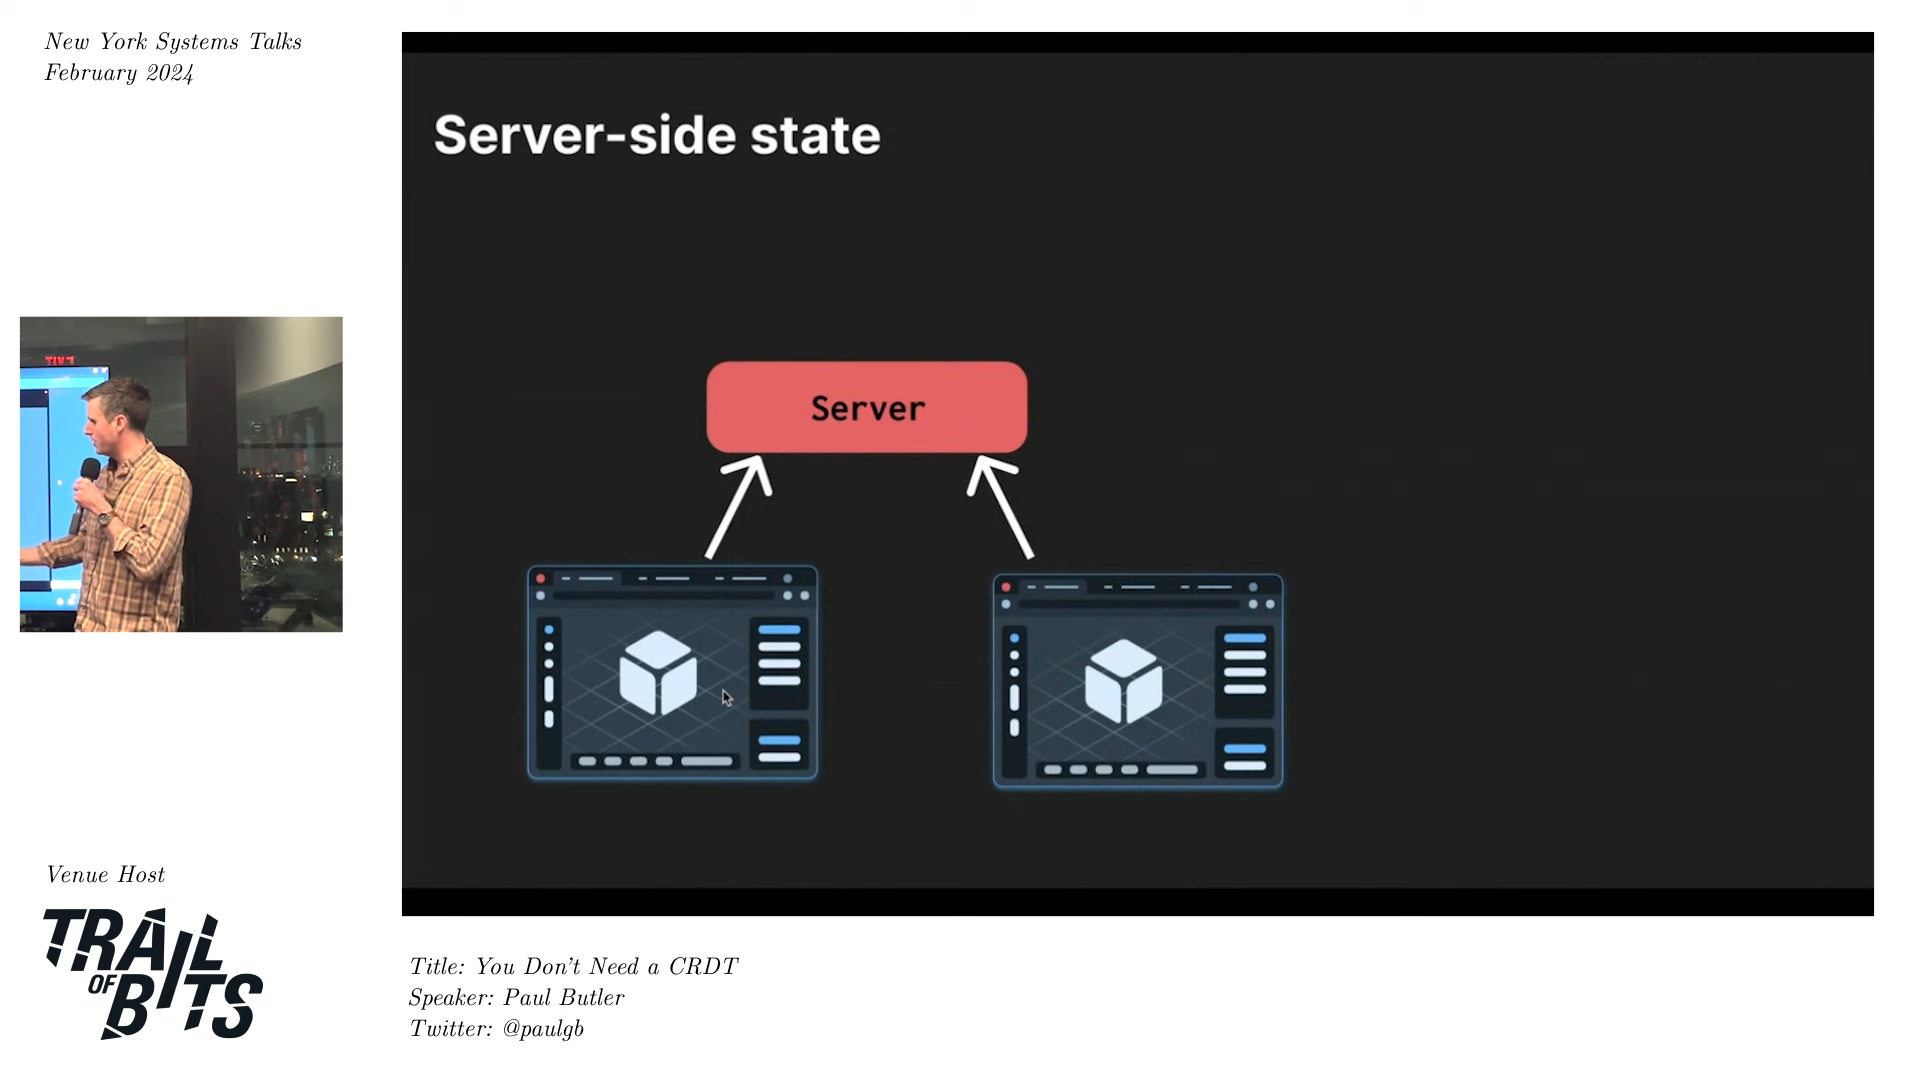 New York Systems Talks
February 2024
Server-side state
Server
EXIT
Venue Host
TRAIL
OF
BITS
Title: You Don't Need a CRDT
Speaker: Paul Butler
Twitter: @paulgb